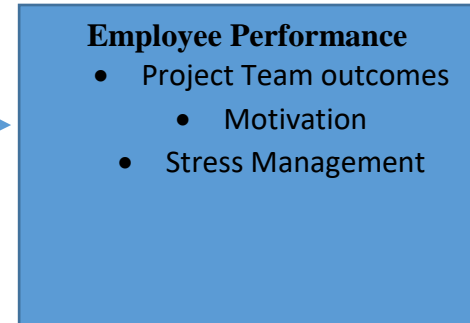 Employee Performance
• Project Team outcomes
• Motivation
• Stress Management